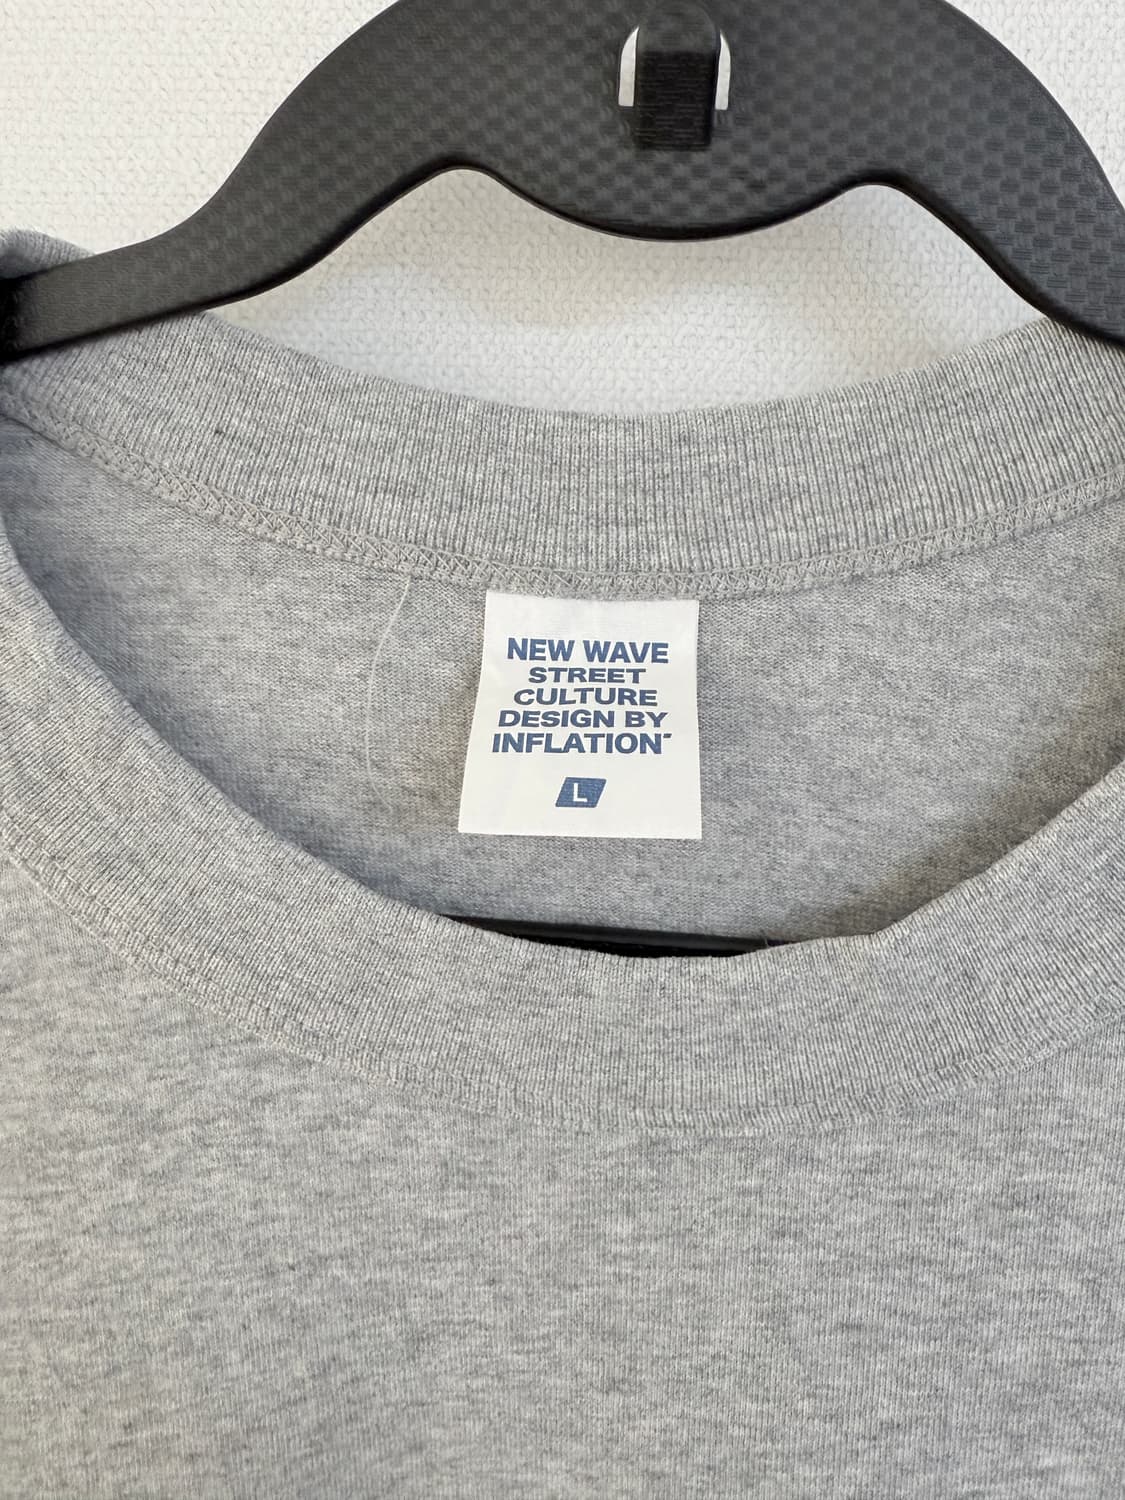 NEW WAVE
STREET
CULTURE
DESIGN BY
INFLATION
L